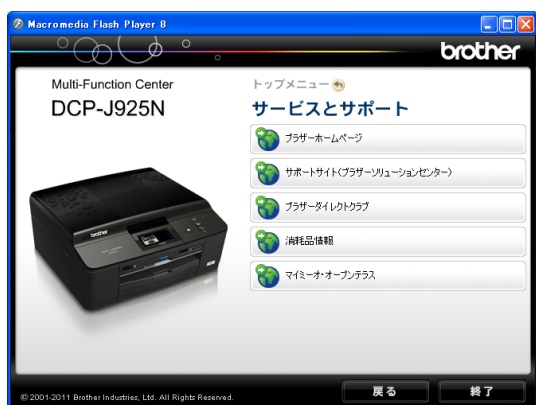 Macromedia Flash Player 8
brother
Multi-Function Center
DCP-J925N
トップメニュー
サービスとサポート
ブラザーホームページ
サポートサイト(ブラザーソリューションセンター)
ブラザーダイレクトクラブ
消耗品情報
マイミーオ・オープンテラス
戻る
終了
© 2001-2011 Brother Industries, Ltd. All Rights Reserved.